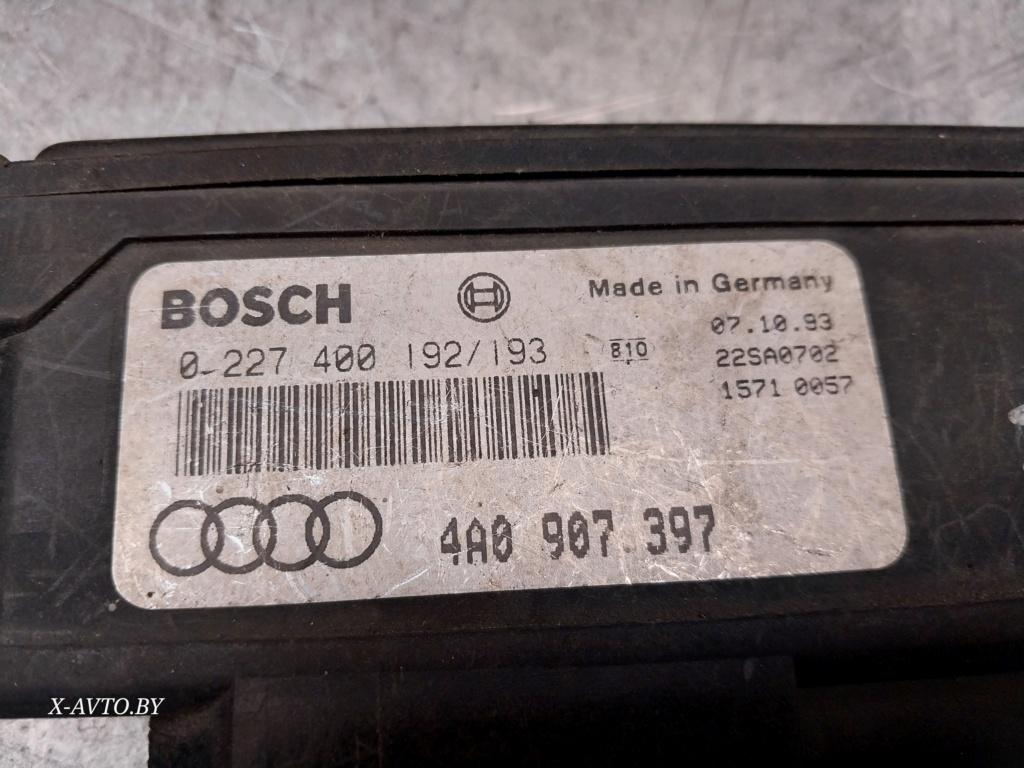 BOSCH
Made in Germany
07.10.93
0 227 400 192/193
810
22SA0702
1571 0057
4A0 907 397
X-AVTO.BY